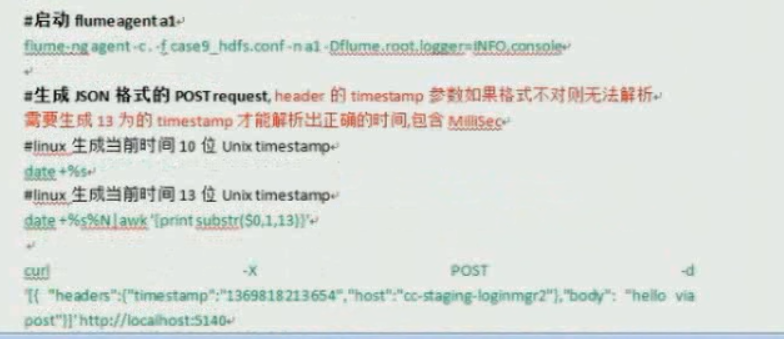 #启动 flume agent a1
flume-ng agent -c . -f case9_hdfs.conf -n a1 -Dflume.root.logger=INFO,console
#生成 JSON 格式的 POST request, header 的 timestamp 参数如果格式不对则无法解析
需要生成 13 为的 timestamp 才能解析出正确的时间,包含 MilliSec
#linux 生成当前时间 10 位 Unix timestamp
date +%s
#linux 生成当前时间 13 位 Unix timestamp
date +%s%N|awk '{print substr($0,1,13)}'
curl -X POST -d
'[{ "headers":{"timestamp":"1369818213654","host":"cc-staging-loginmgr2"},"body": "hello via
post"}]' http://localhost:5140